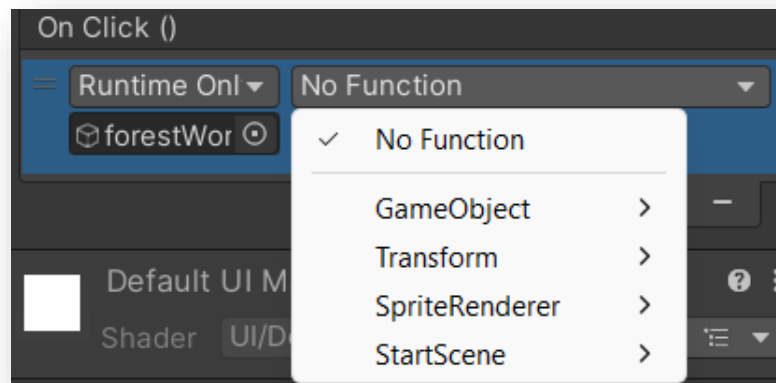 On Click ()
Runtime Onl No Function
forestWor
No Function
GameObject
Transform
SpriteRenderer
StartScene
Default UI M
Shader UI/D